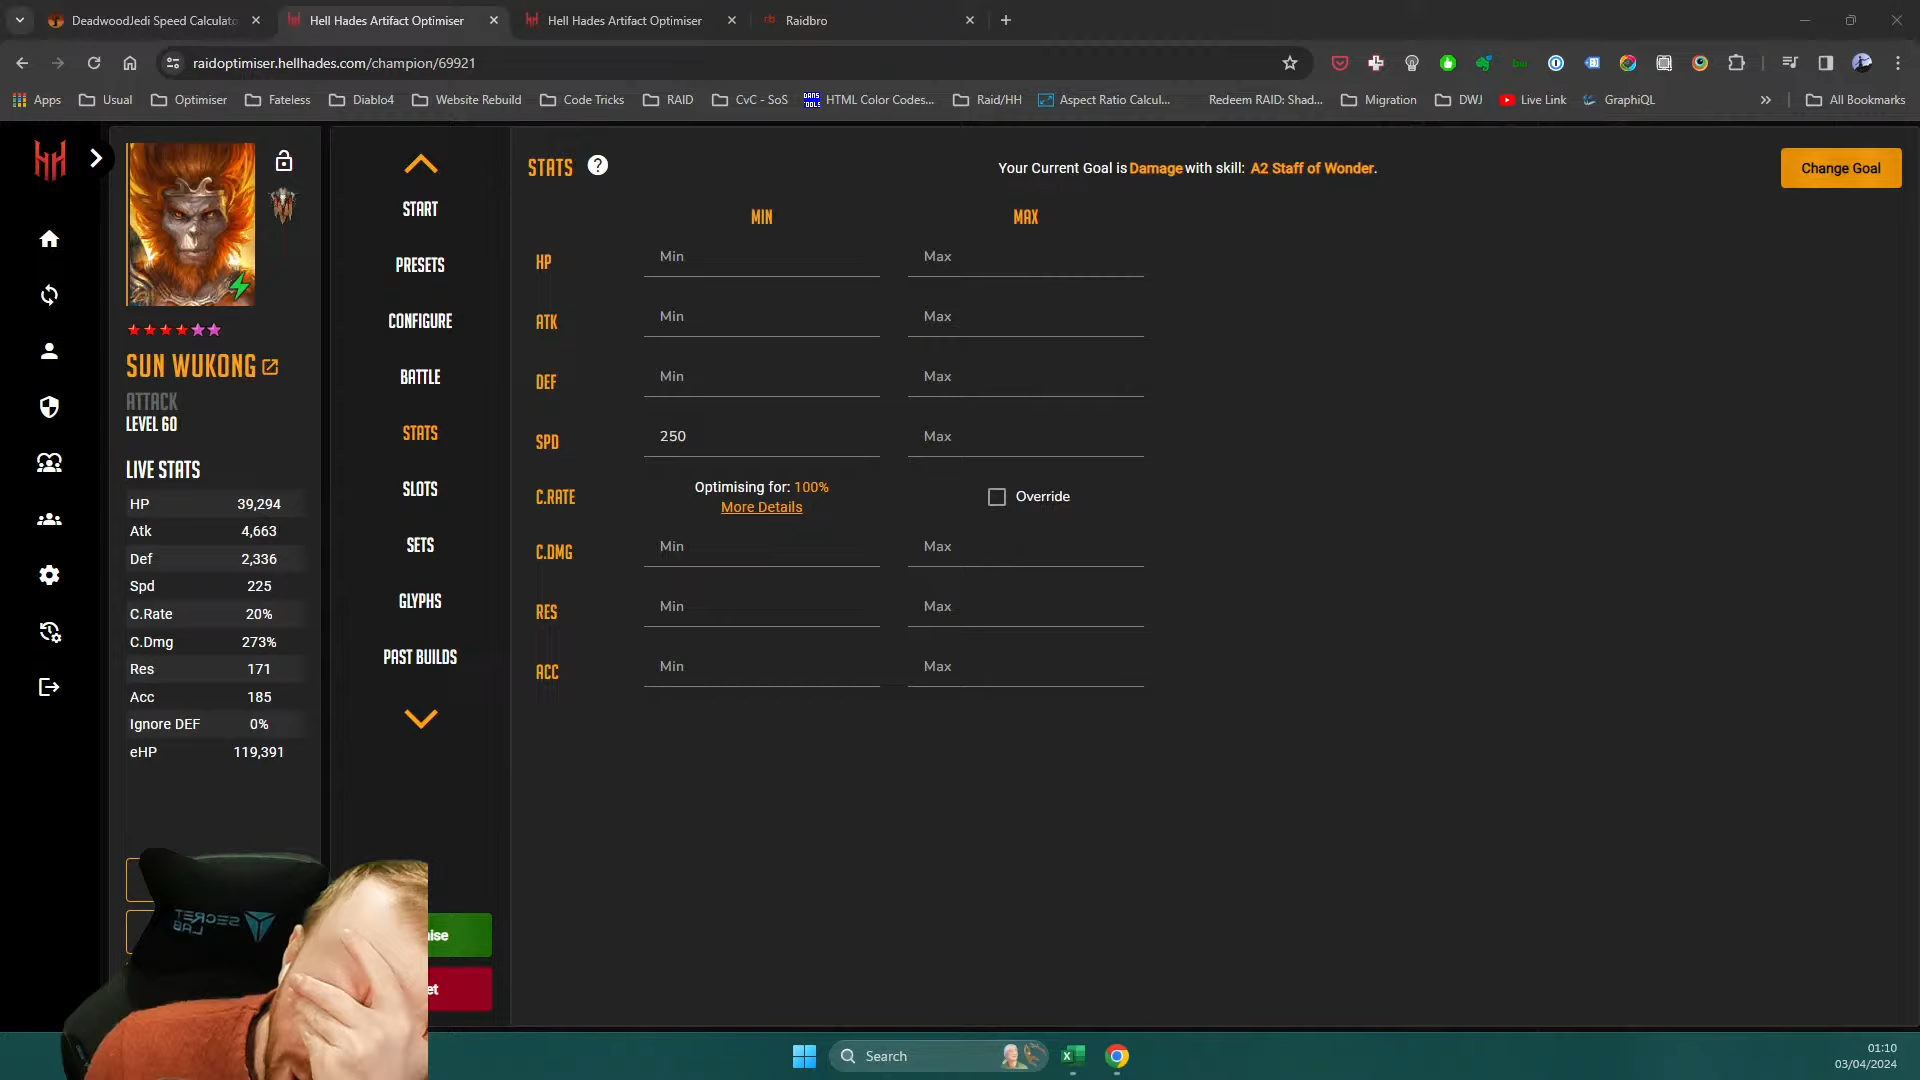 DeadwoodJedi Speed Calculato
Hell Hades Artifact Optimiser
Hell Hades Artifact Optimiser
Raidbro
raidoptimiser.hellhades.com/champion/69921
Apps
Usual
Optimiser
Fateless
Diablo4
Website Rebuild
Code Tricks
RAID
CvC - SoS
HTML Color Codes...
Raid/HH
Aspect Ratio Calcul...
Redeem RAID: Shad...
Migration
DWJ
Live Link
GraphiQL
All Bookmarks
SUN WUKONG
ATTACK
LEVEL 60
LIVE STATS
HP 39,294
Atk 4,663
Def 2,336
Spd 225
C.Rate 20%
C.Dmg 273%
Res 171
Acc 185
Ignore DEF 0%
eHP 119,391
START
PRESETS
CONFIGURE
BATTLE
STATS
SLOTS
SETS
GLYPHS
PAST BUILDS
STATS ?
Your Current Goal is Damage with skill: A2 Staff of Wonder.
Change Goal
MIN MAX
HP Min Max
ATK Min Max
DEF Min Max
SPD 250 Max
C.RATE Optimising for: 100% Override
More Details
C.DMG Min Max
RES Min Max
ACC Min Max
SECRET
LAB
Search
01:10
03/04/2024